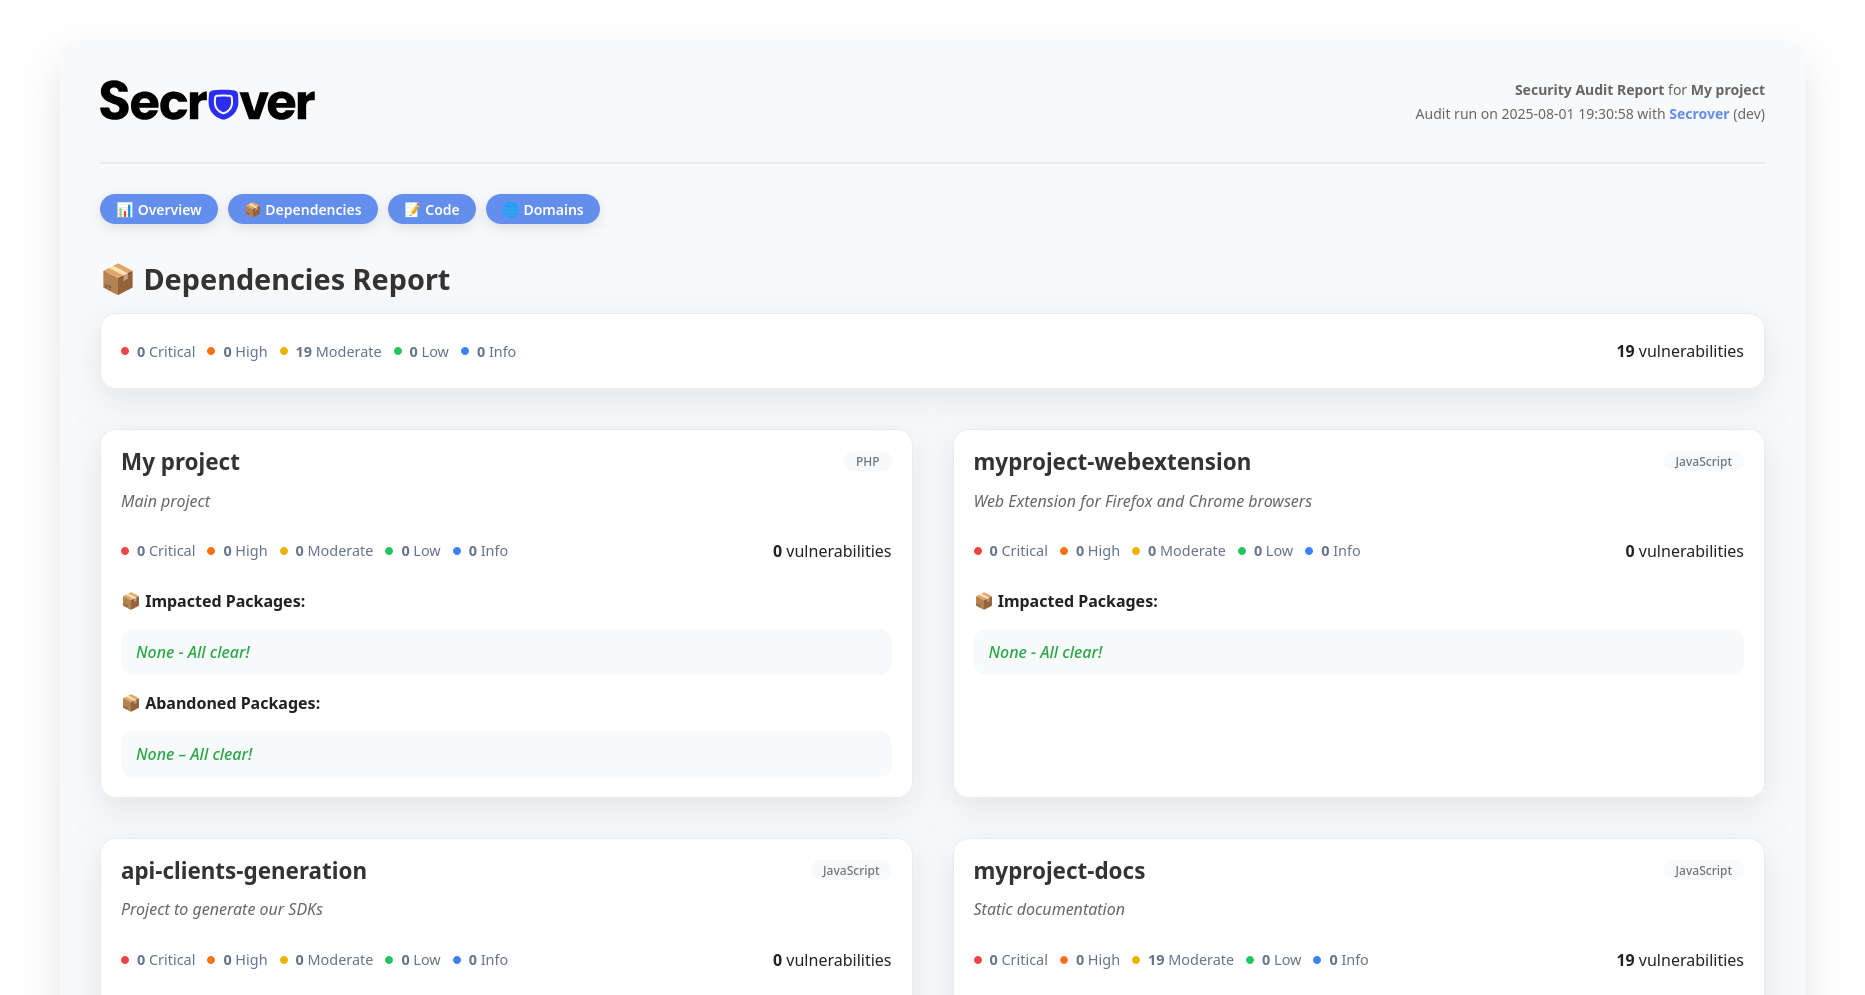 Secrover
Security Audit Report for My project
Audit run on 2025-08-01 19:30:58 with Secrover (dev)
📊 Overview 📦 Dependencies 📝 Code 🌐 Domains
📦 Dependencies Report
0 Critical 0 High 19 Moderate 0 Low 0 Info 19 vulnerabilities
My project PHP
Main project
0 Critical 0 High 0 Moderate 0 Low 0 Info 0 vulnerabilities
📦 Impacted Packages:
None - All clear!
📦 Abandoned Packages:
None – All clear!
myproject-webextension JavaScript
Web Extension for Firefox and Chrome browsers
0 Critical 0 High 0 Moderate 0 Low 0 Info 0 vulnerabilities
📦 Impacted Packages:
None - All clear!
api-clients-generation JavaScript
Project to generate our SDKs
0 Critical 0 High 0 Moderate 0 Low 0 Info 0 vulnerabilities
myproject-docs JavaScript
Static documentation
0 Critical 0 High 19 Moderate 0 Low 0 Info 19 vulnerabilities